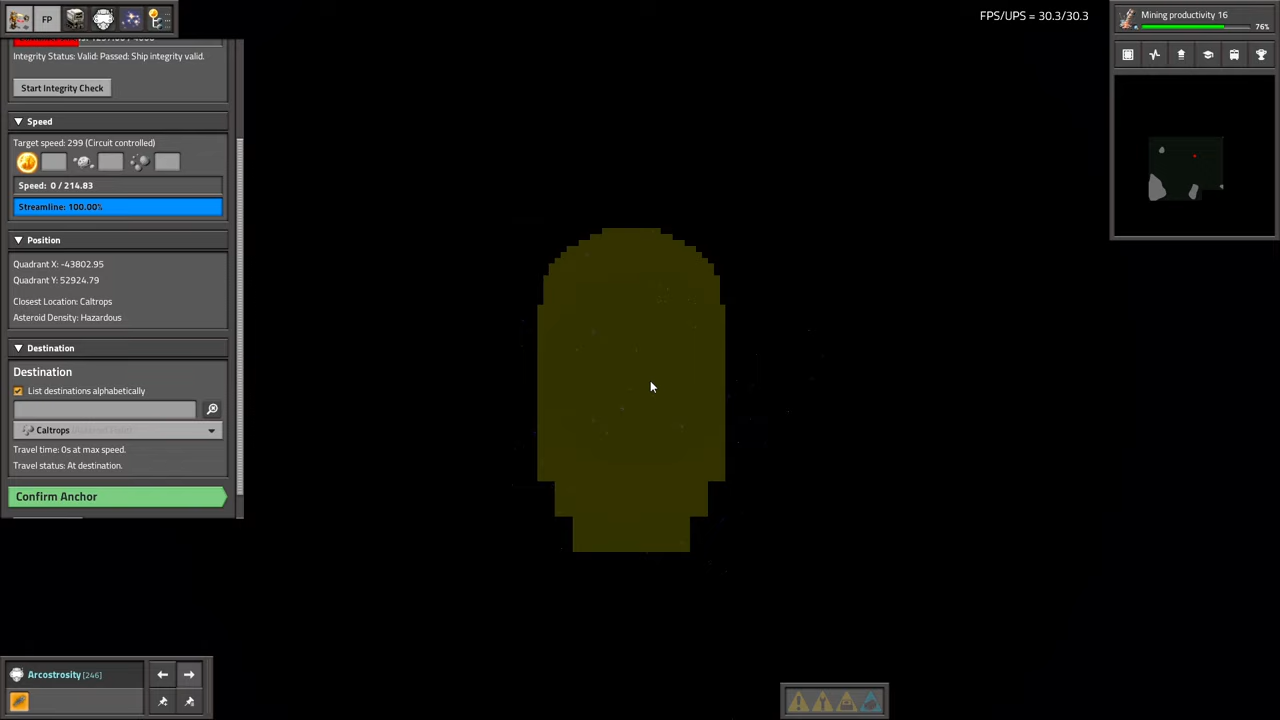 FP
FPS/UPS = 30.3/30.3
Mining productivity 16
76%
Integrity Status: Valid: Passed: Ship integrity valid.
Start Integrity Check
Speed
Target speed: 299 (Circuit controlled)
Speed: 0 / 214.83
Streamline: 100.00%
Position
Quadrant X: -43802.95
Quadrant Y: 52924.79
Closest Location: Caltrops
Asteroid Density: Hazardous
Destination
Destination
List destinations alphabetically
Caltrops
Travel time: 0s at max speed.
Travel status: At destination.
Confirm Anchor
Arcostrosity [246]